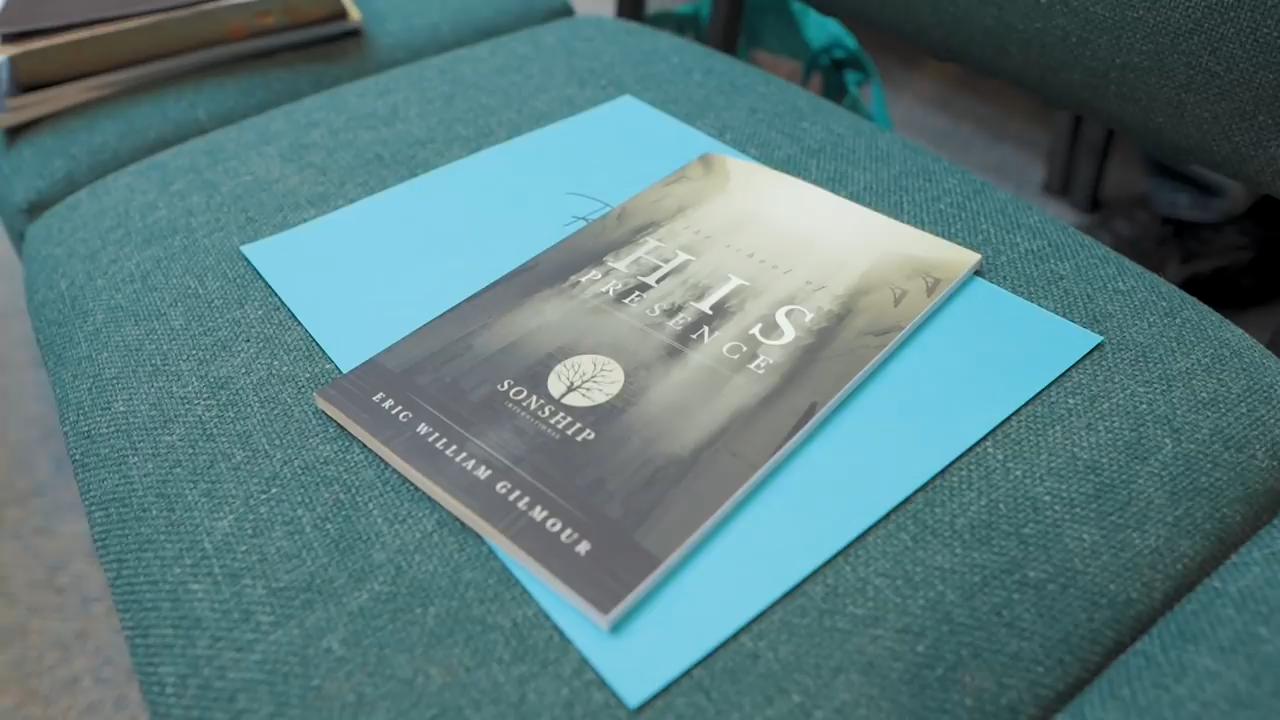 the school of
HIS
PRESENCE
SONSHIP
INTERNATIONAL
ERIC WILLIAM GILMOUR